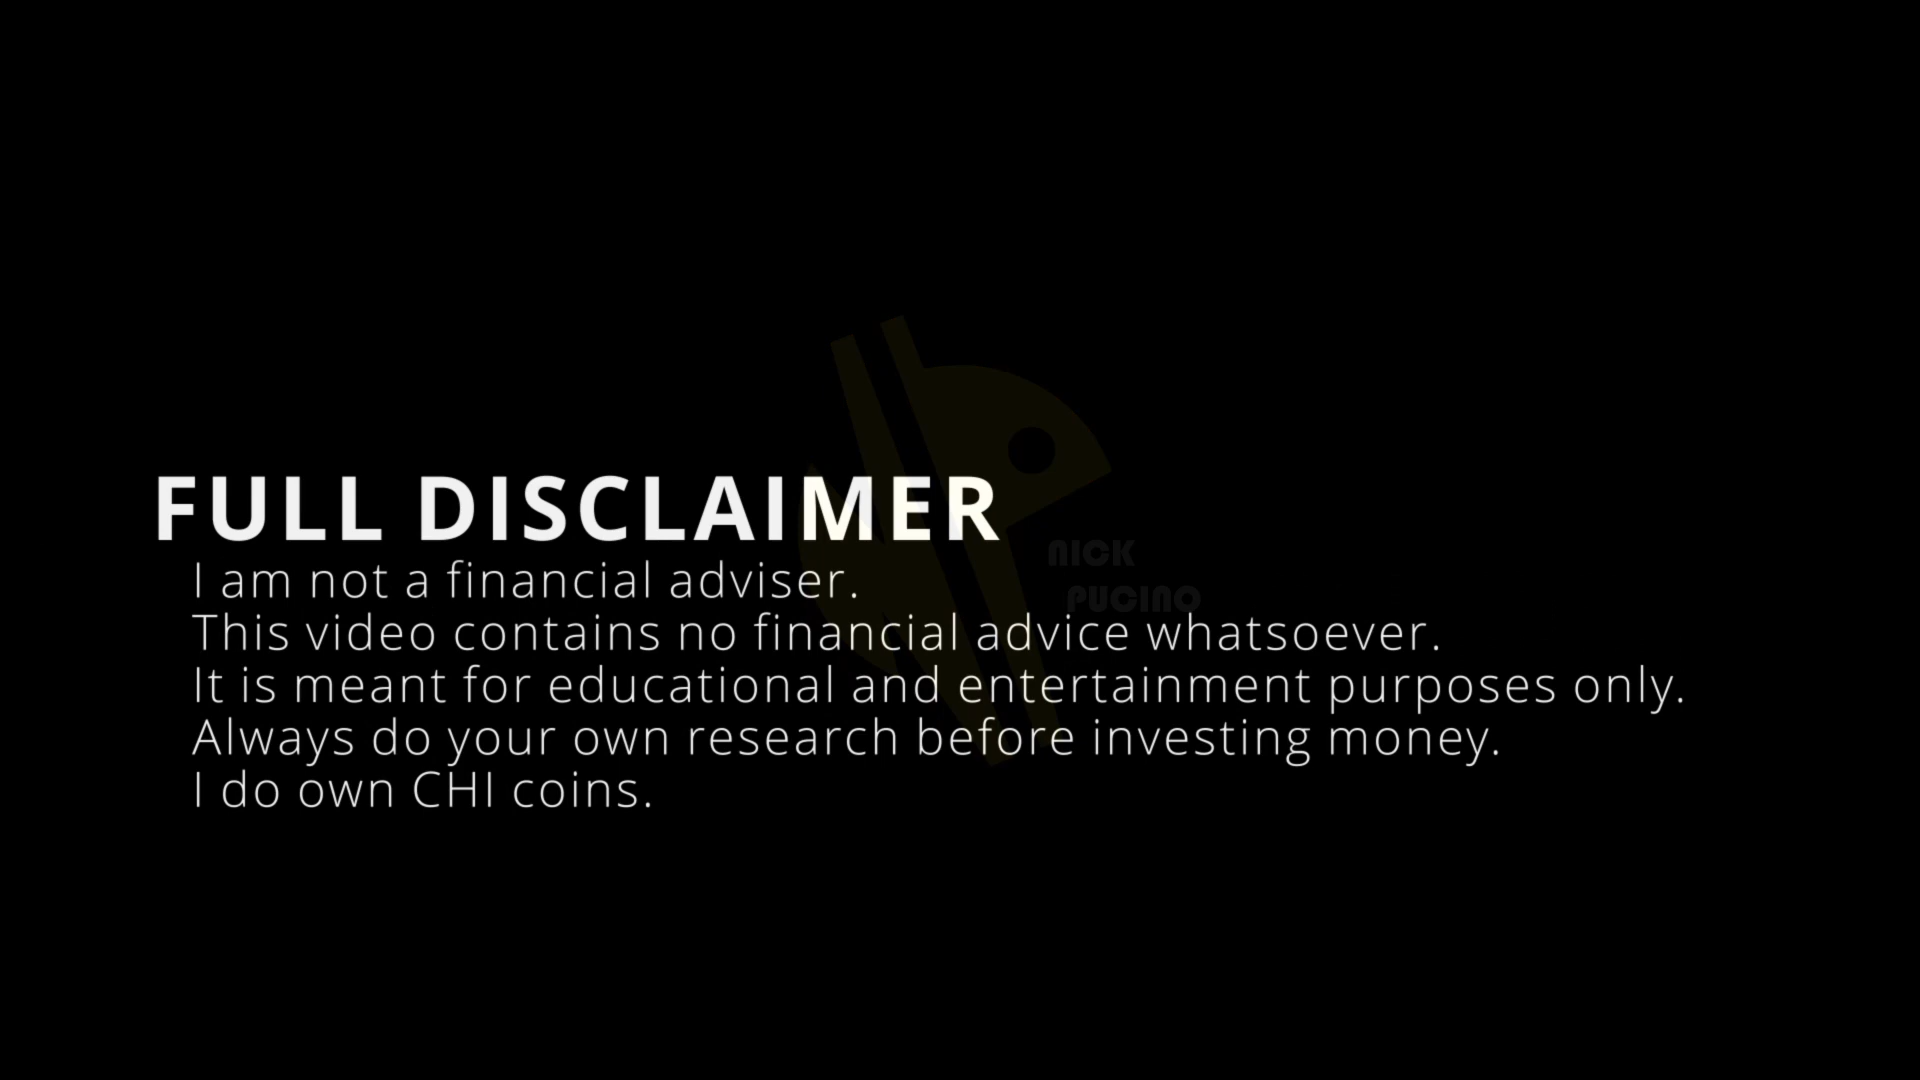 FULL DISCLAIMER
NICK
PUCINO
I am not a financial adviser.
This video contains no financial advice whatsoever.
It is meant for educational and entertainment purposes only.
Always do your own research before investing money.
I do own CHI coins.